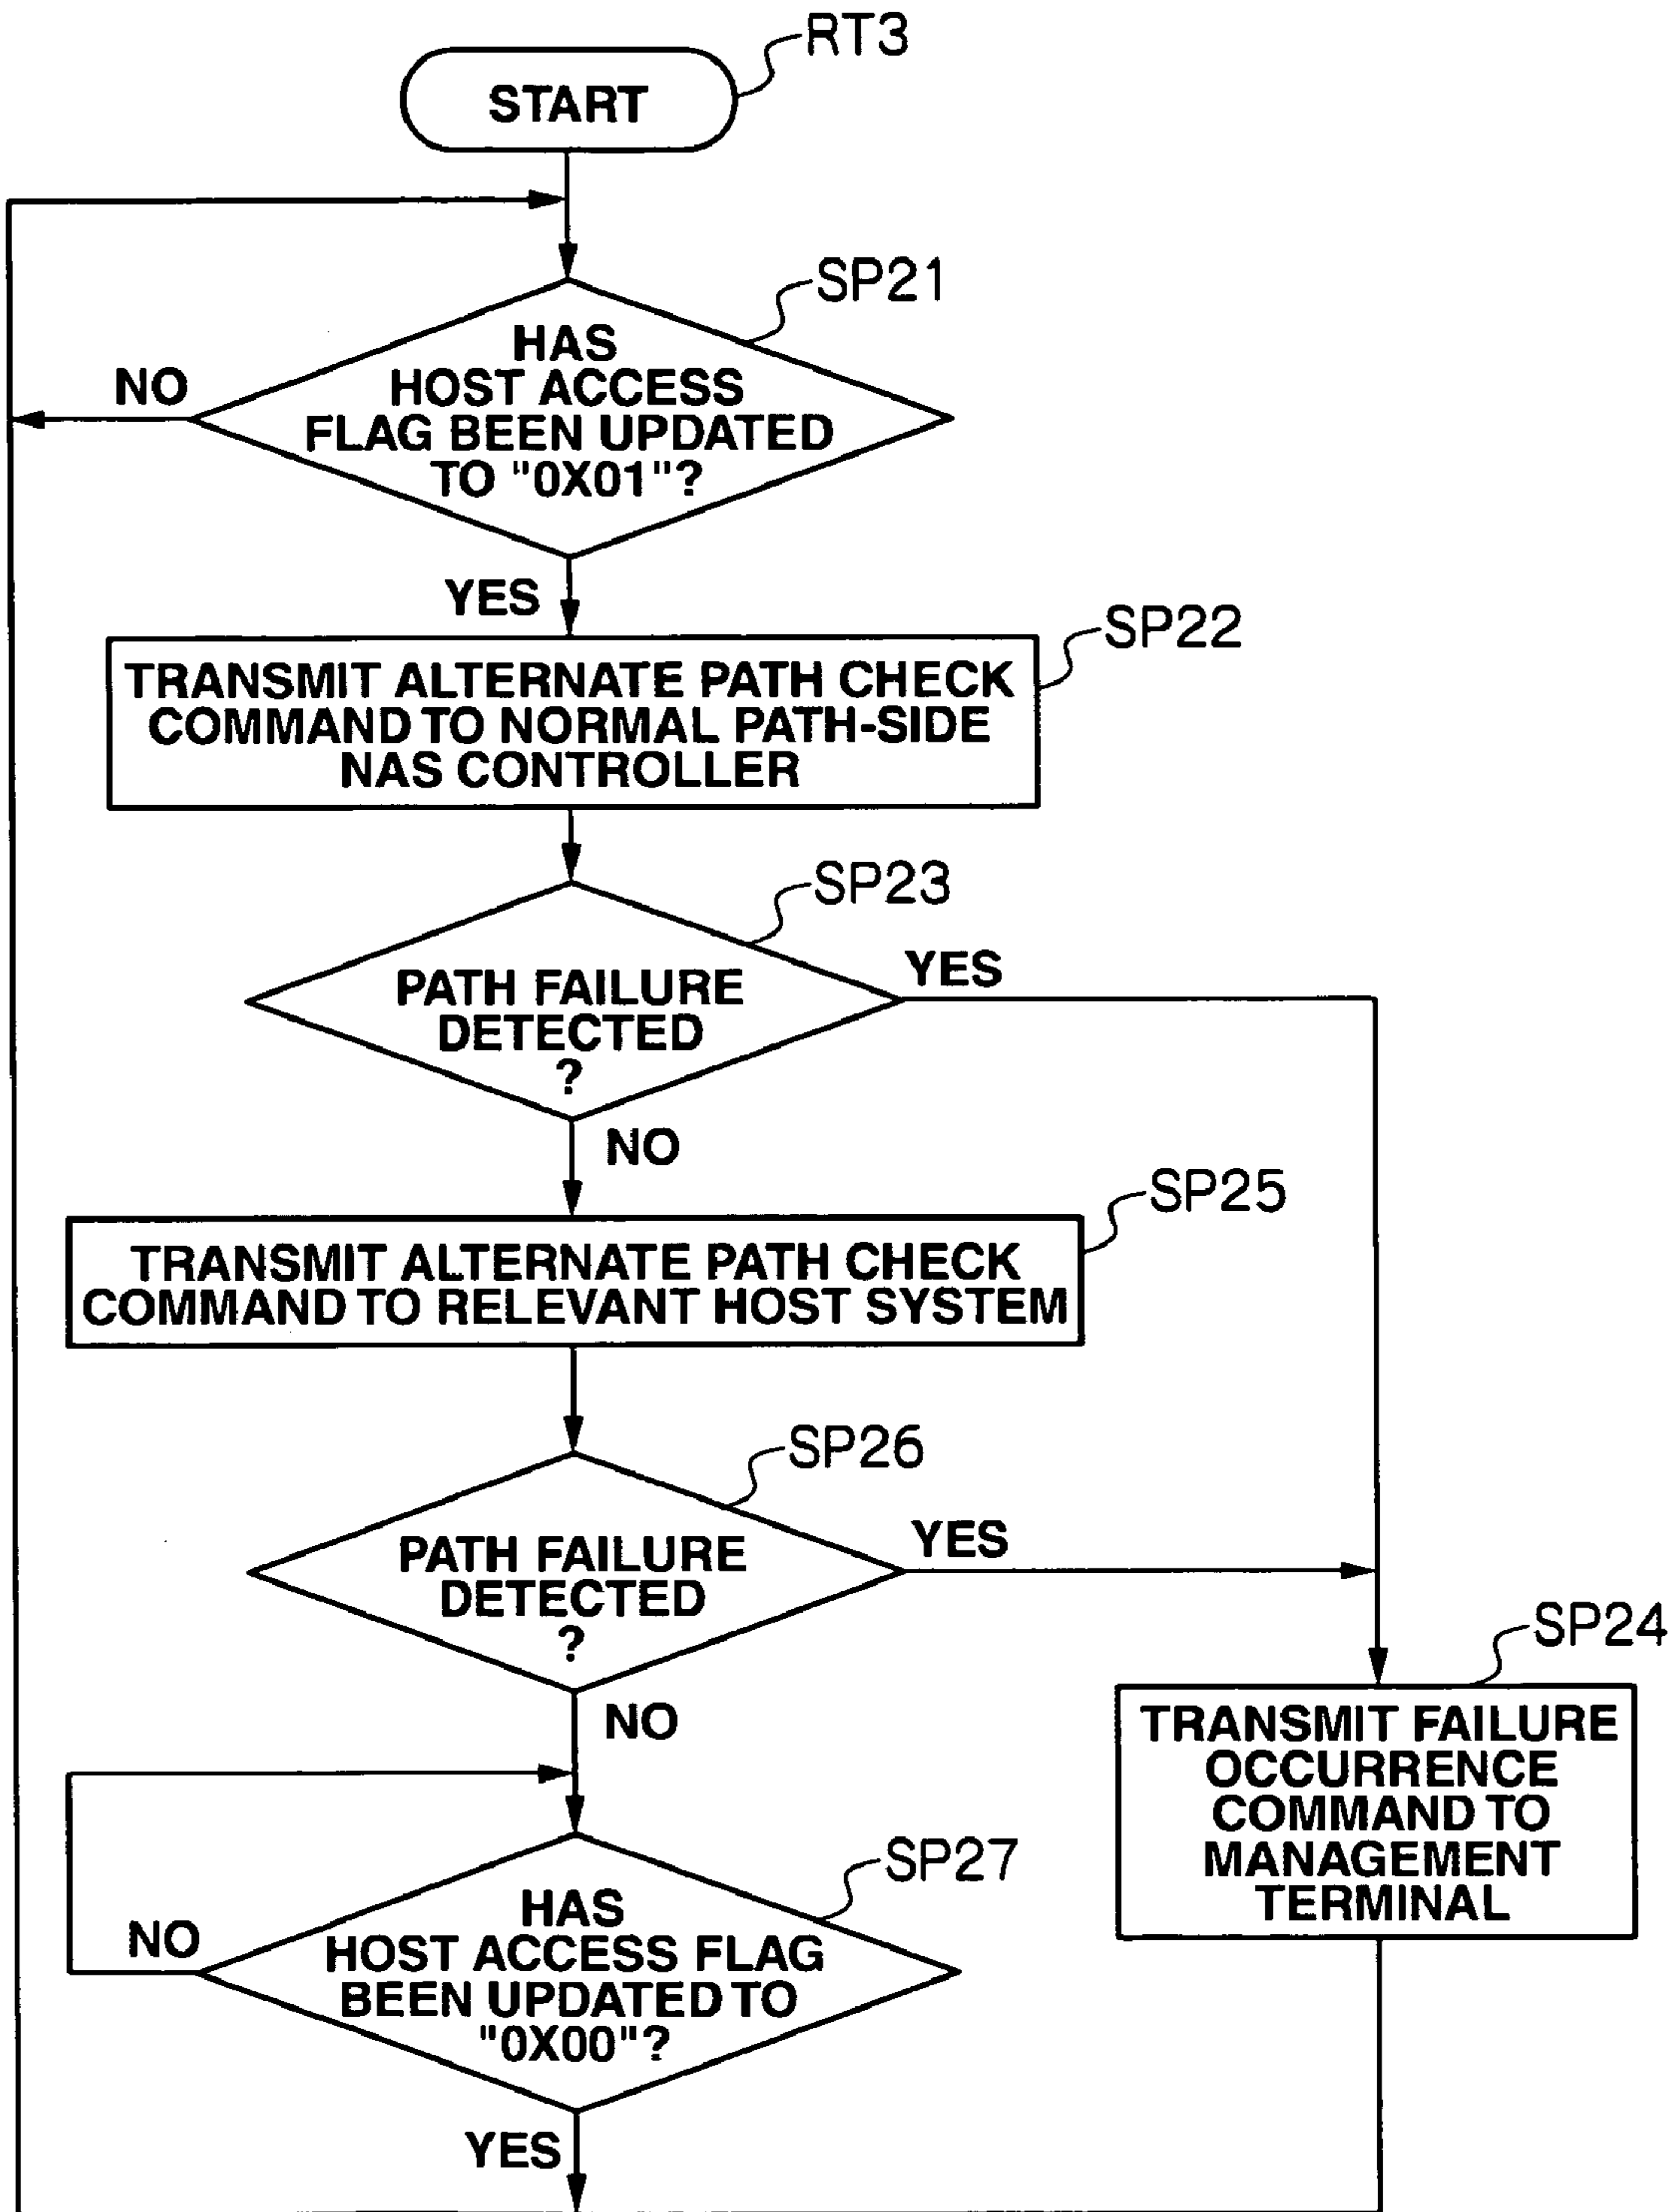 RT3
START
SP21
HAS
HOST ACCESS
FLAG BEEN UPDATED
TO "0X01"?
NO
YES
SP22
TRANSMIT ALTERNATE PATH CHECK
COMMAND TO NORMAL PATH-SIDE
NAS CONTROLLER
SP23
PATH FAILURE
DETECTED
?
YES
NO
SP25
TRANSMIT ALTERNATE PATH CHECK
COMMAND TO RELEVANT HOST SYSTEM
SP26
PATH FAILURE
DETECTED
?
YES
NO
SP24
TRANSMIT FAILURE
OCCURRENCE
COMMAND TO
MANAGEMENT
TERMINAL
SP27
HAS
HOST ACCESS FLAG
BEEN UPDATED TO
"0X00"?
NO
YES